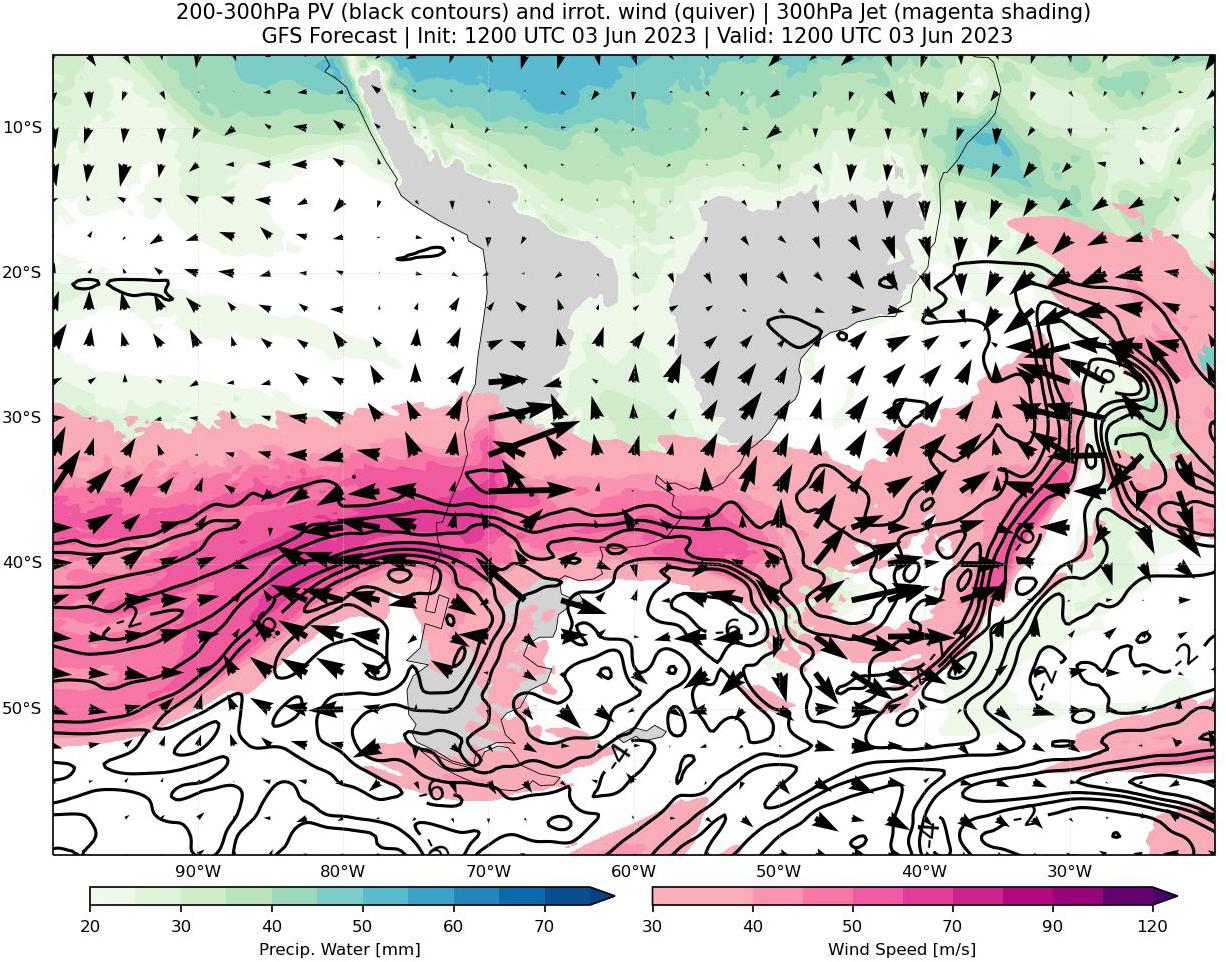 200-300hPa PV (black contours) and irrot. wind (quiver) | 300hPa Jet (magenta shading)
GFS Forecast | Init: 1200 UTC 03 Jun 2023 | Valid: 1200 UTC 03 Jun 2023
10°S
20°S
30°S
40°S
50°S
-6
-2
-6
-6
-6
-2
-2
-4
-4
-6
-4
-2
90°W 80°W 70°W 60°W 50°W 40°W 30°W
20 30 40 50 60 70
Precip. Water [mm]
30 40 50 60 70 80 90 120
Wind Speed [m/s]